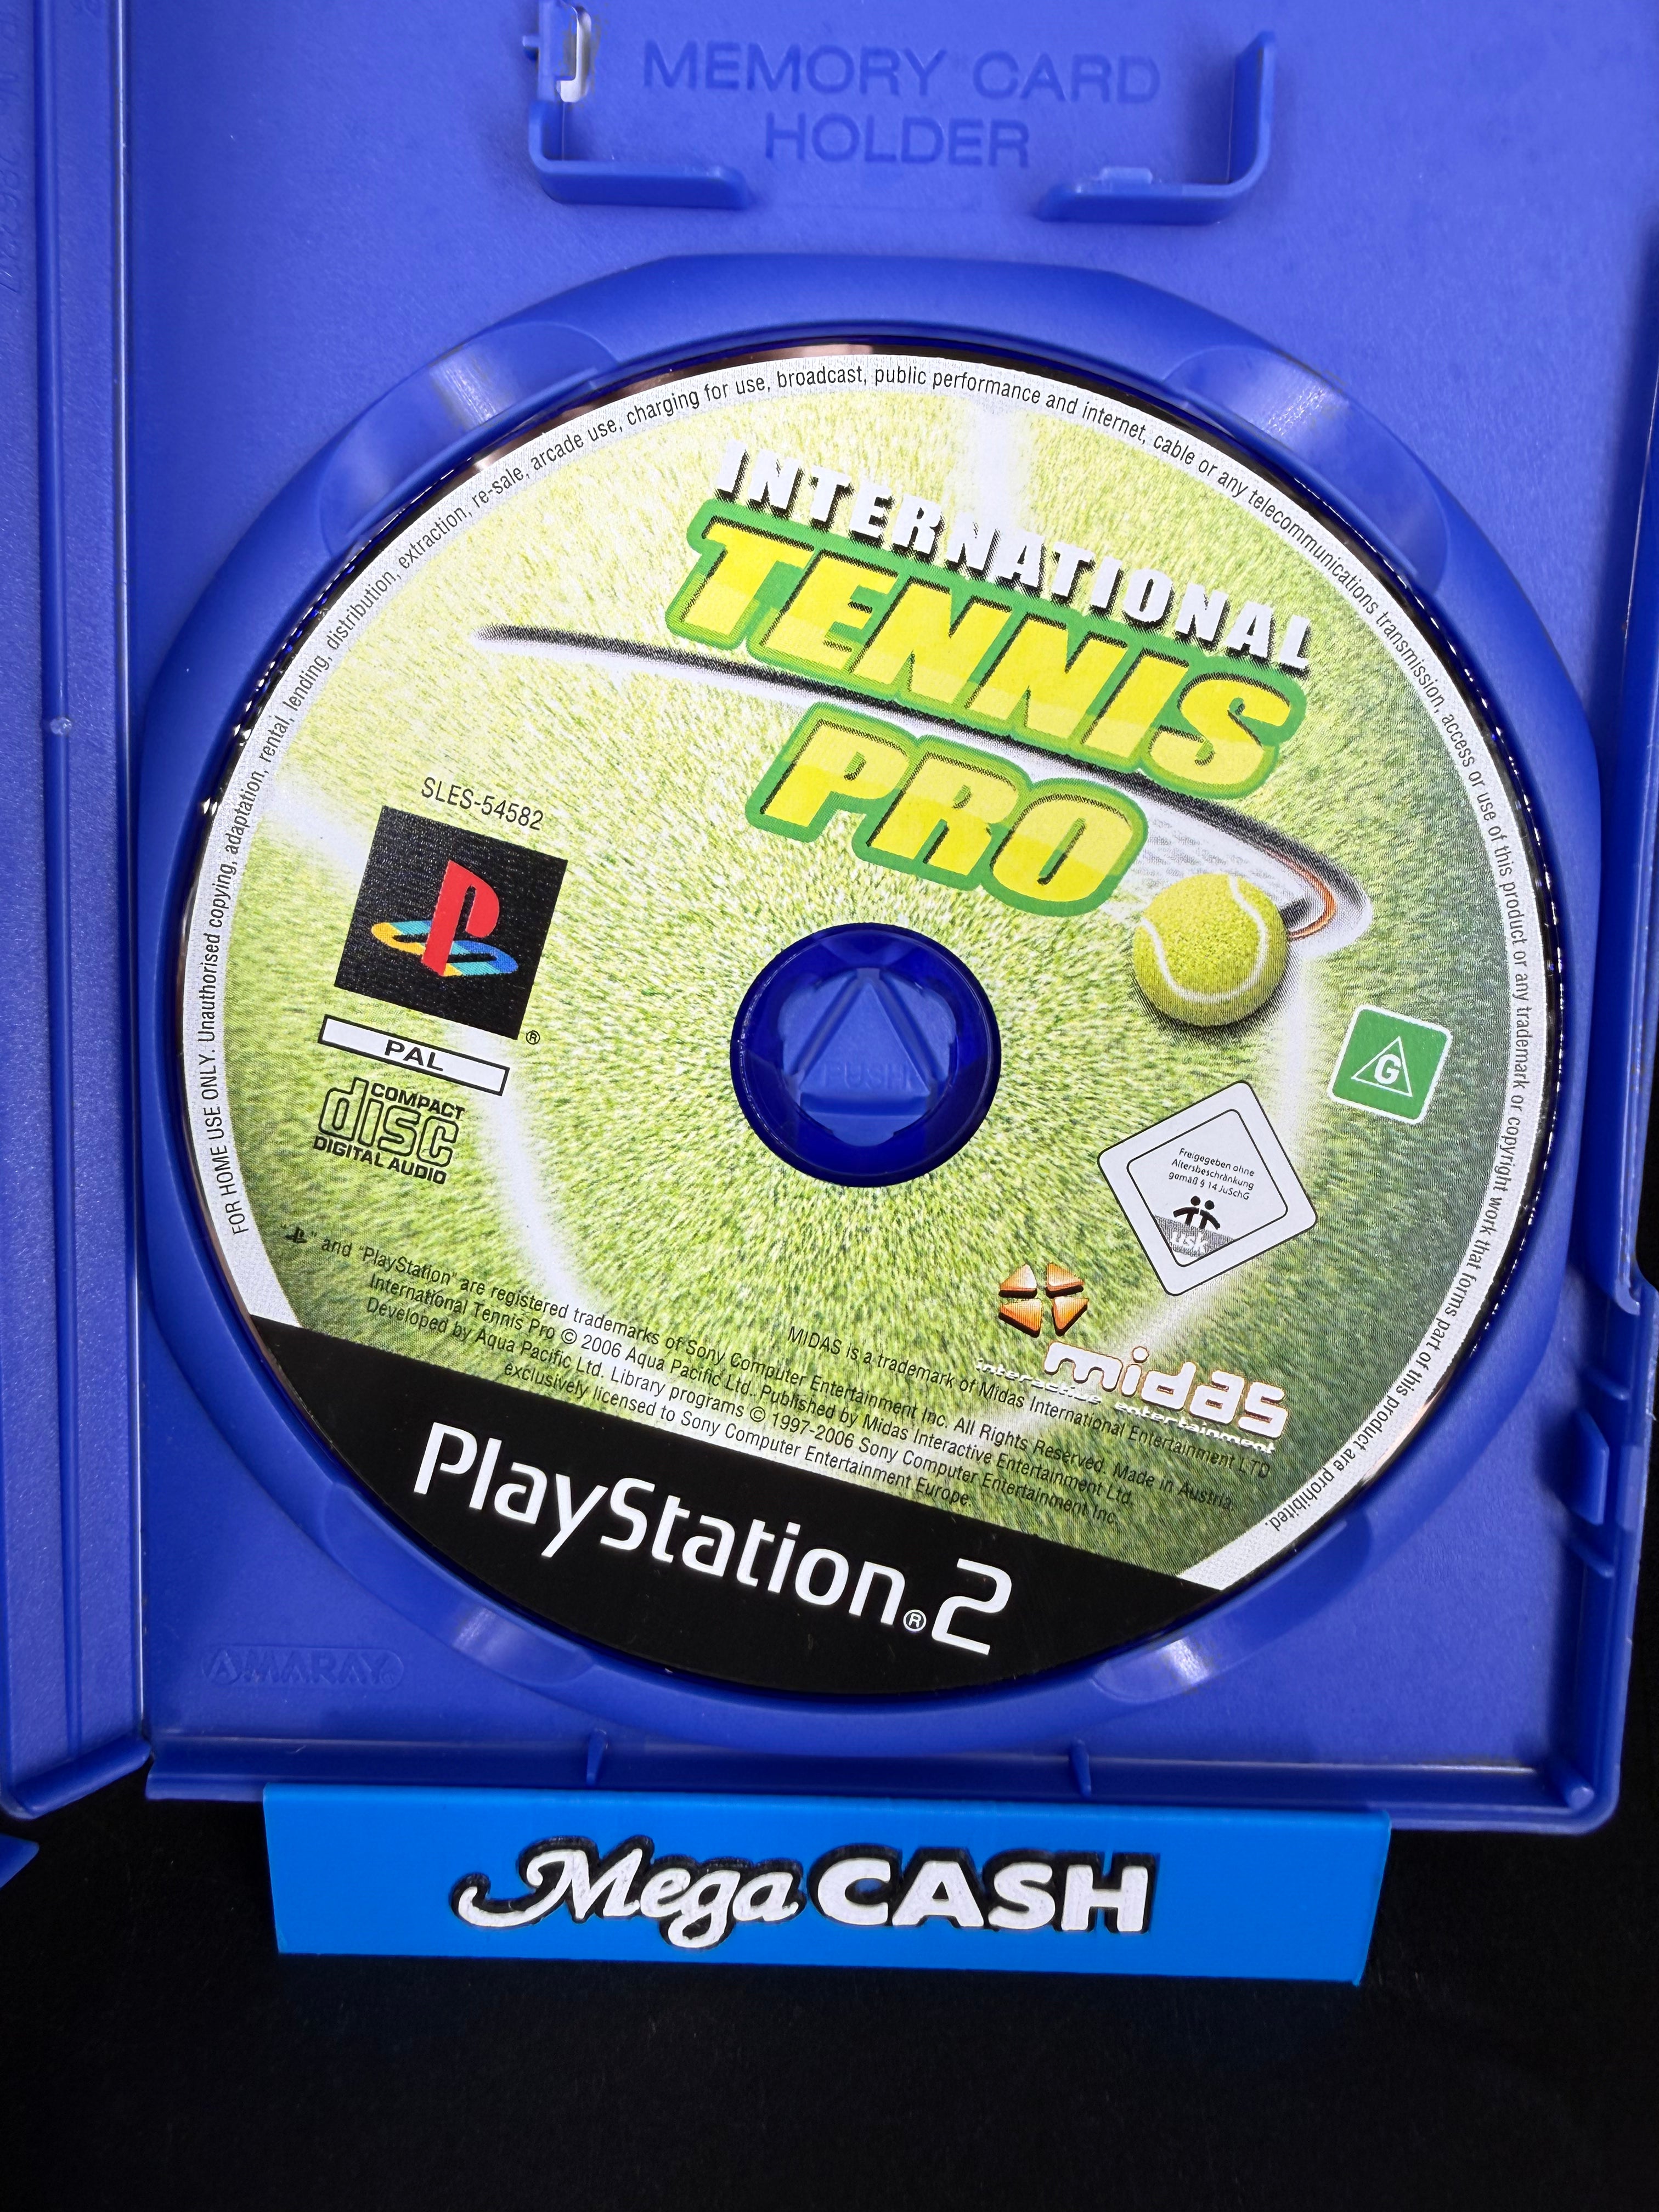 MEMORY CARD
HOLDER
FOR HOME USE ONLY. Unauthorised copying, adaptation, rental, lending, distribution, extraction, re-sale, arcade use, charging for use, broadcast, public performance and internet, cable or any telecommunications transmission, access or use of this product or any trademark or copyright work that forms part of this product are prohibited.
INTERNATIONAL
TENNIS
PRO
SLES-54582
®
PAL
COMPACT
disc
DIGITAL AUDIO
PUSH
G
Freigegeben ohne
Altersbeschränkung
gemäß § 14 JuSchG
usk
midas
interactive entertainment
MIDAS is a trademark of Midas International Entertainment LTD
" " and "PlayStation" are registered trademarks of Sony Computer Entertainment Inc. All Rights Reserved. Made in Austria.
International Tennis Pro © 2006 Aqua Pacific Ltd.. Published by Midas Interactive Entertainment Ltd.
Developed by Aqua Pacific Ltd. Library programs © 1997-2006 Sony Computer Entertainment Inc.
exclusively licensed to Sony Computer Entertainment Europe.
PlayStation®2
AMARAY
Mega CASH